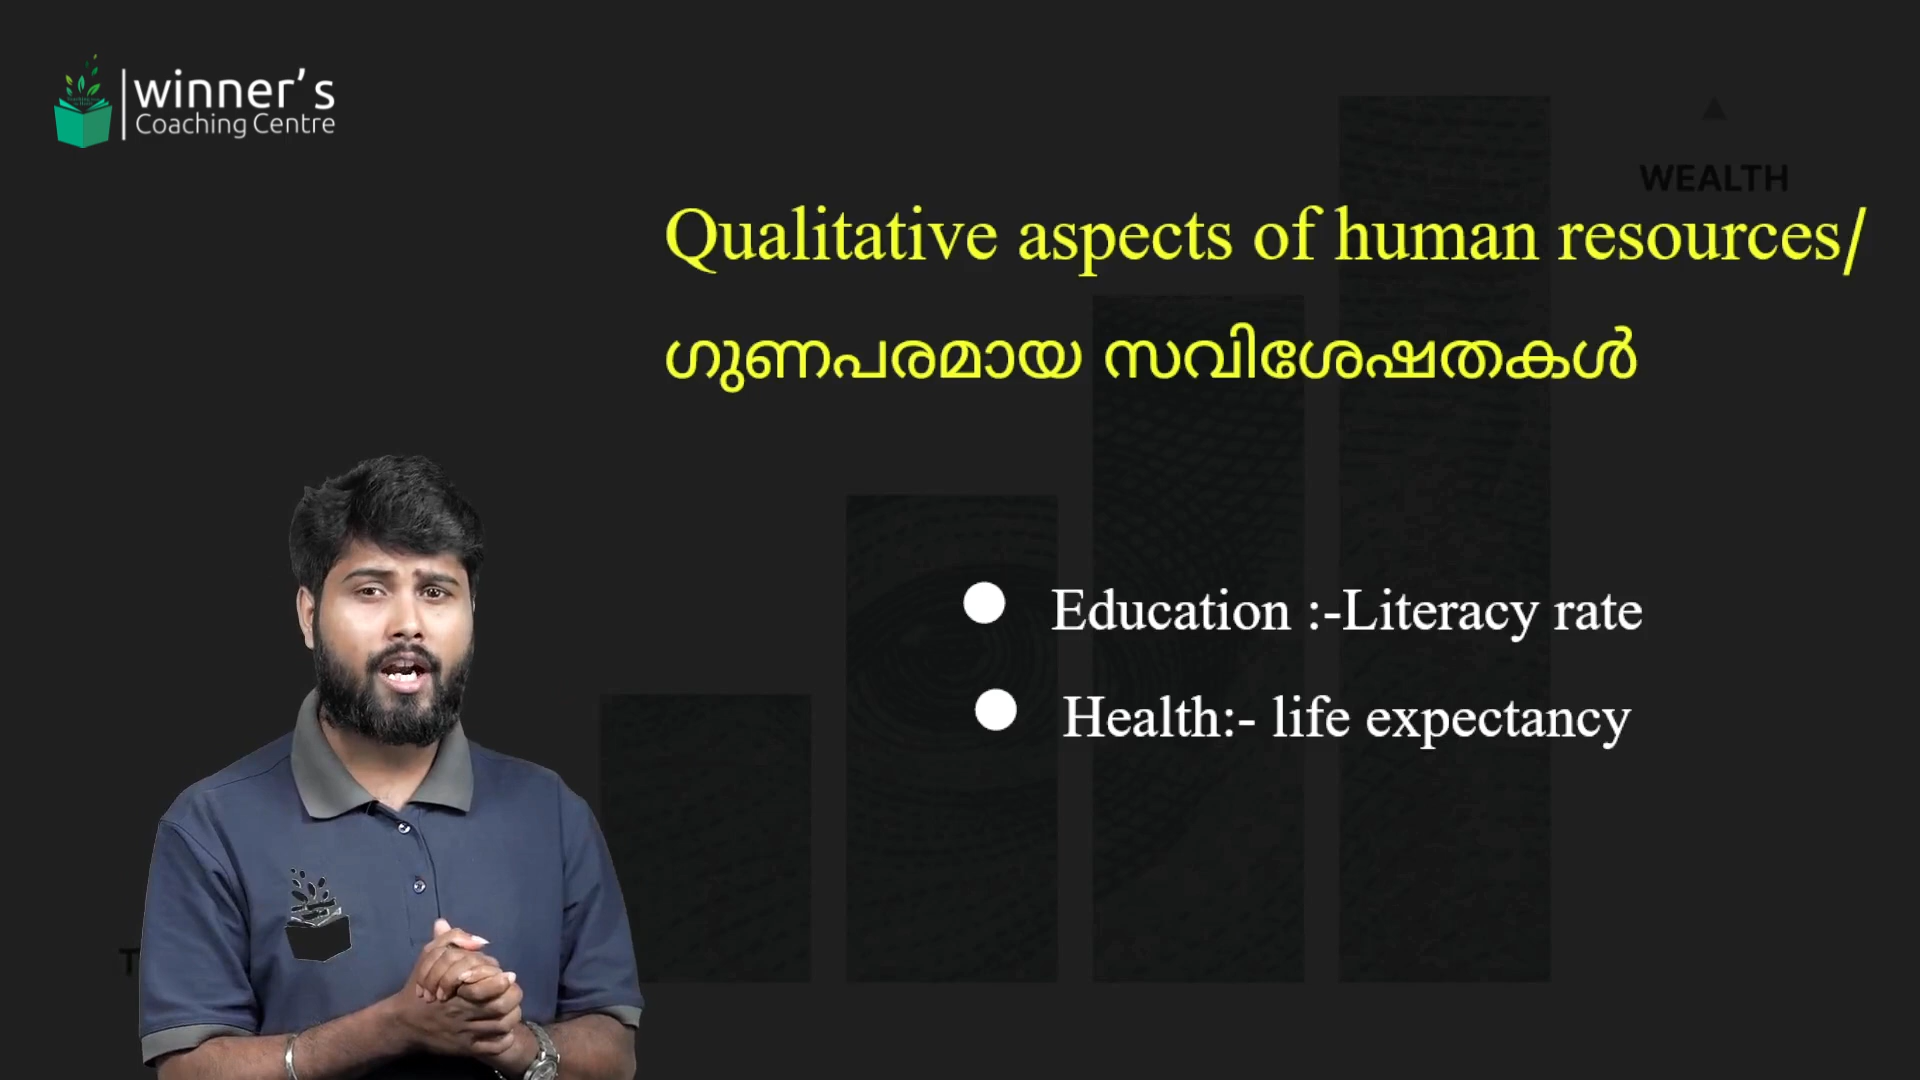 winner's
Coaching Centre
WEALTH
Qualitative aspects of human resources/
ഗുണപരമായ സവിശേഷതകൾ
Education :-Literacy rate
Health:- life expectancy